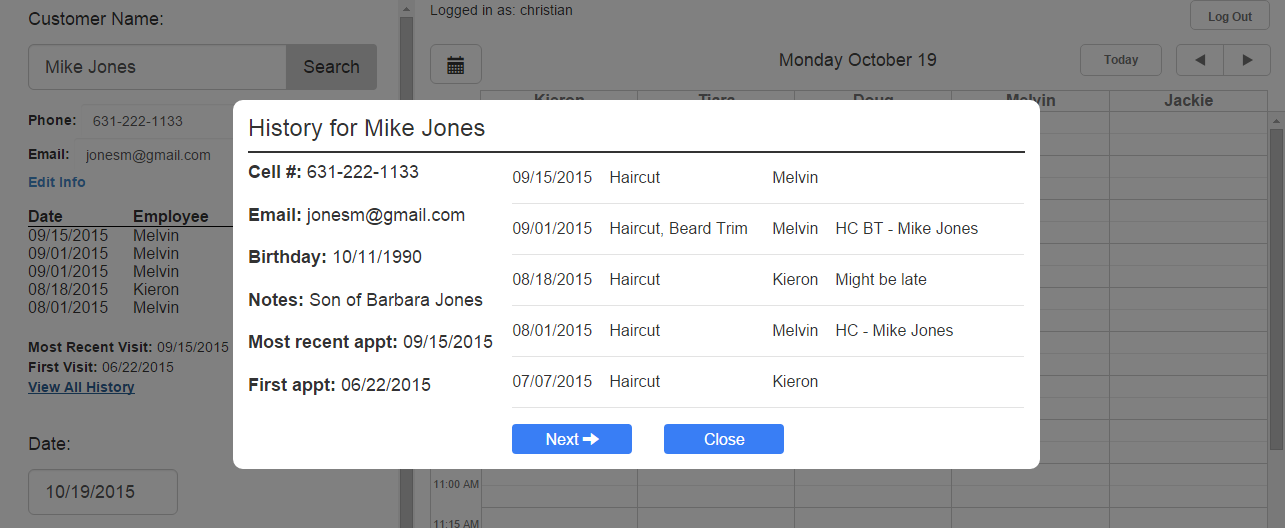 Customer Name:
Mike Jones
Search
Phone: 631-222-1133
Email: jonesm@gmail.com
Edit Info
Date Employee
09/15/2015 Melvin
09/01/2015 Melvin
09/01/2015 Melvin
08/18/2015 Kieron
08/01/2015 Melvin
Most Recent Visit: 09/15/2015
First Visit: 06/22/2015
View All History
Date:
10/19/2015
Logged in as: christian
Log Out
Monday October 19
Today
Kieron Tiara Doug Melvin Jackie
History for Mike Jones
Cell #: 631-222-1133
Email: jonesm@gmail.com
Birthday: 10/11/1990
Notes: Son of Barbara Jones
Most recent appt: 09/15/2015
First appt: 06/22/2015
09/15/2015 Haircut Melvin
09/01/2015 Haircut, Beard Trim Melvin HC BT - Mike Jones
08/18/2015 Haircut Kieron Might be late
08/01/2015 Haircut Melvin HC - Mike Jones
07/07/2015 Haircut Kieron
Next
Close
11:00 AM
11:15 AM